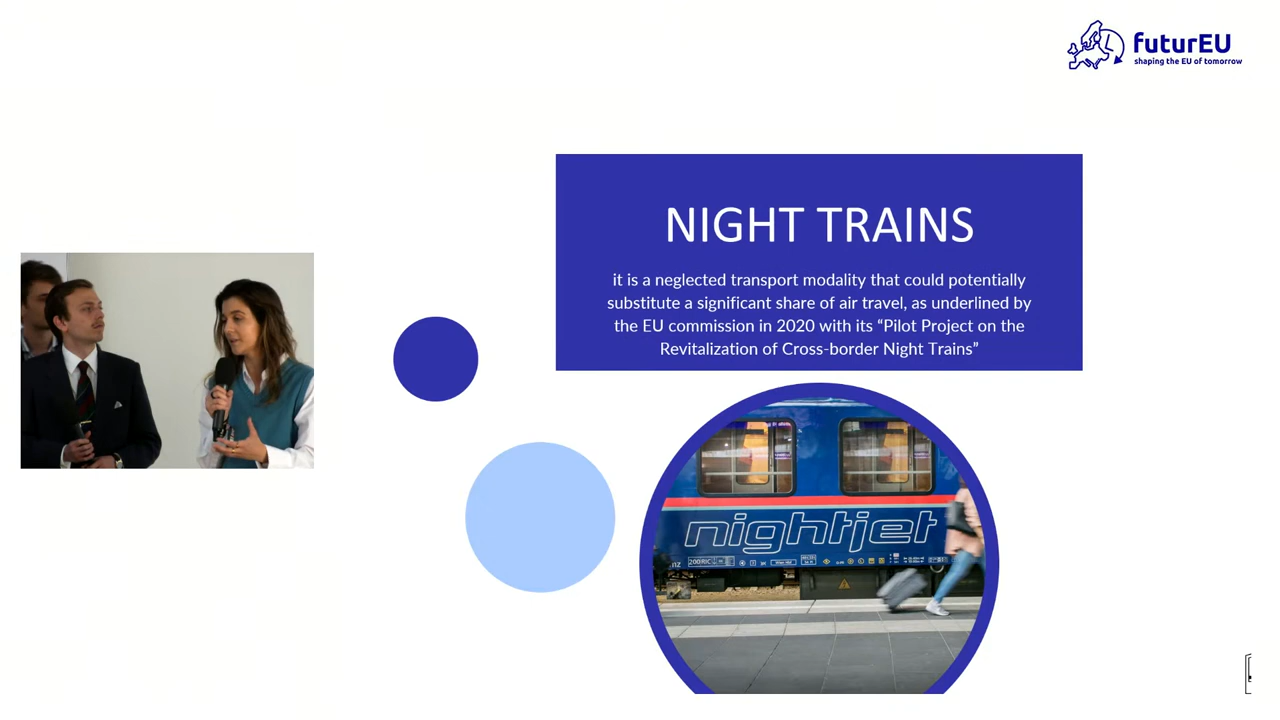 futurEU
shaping the EU of tomorrow
NIGHT TRAINS
it is a neglected transport modality that could potentially
substitute a significant share of air travel, as underlined by
the EU commission in 2020 with its “Pilot Project on the
Revitalization of Cross-border Night Trains”
nightjet
200RIC